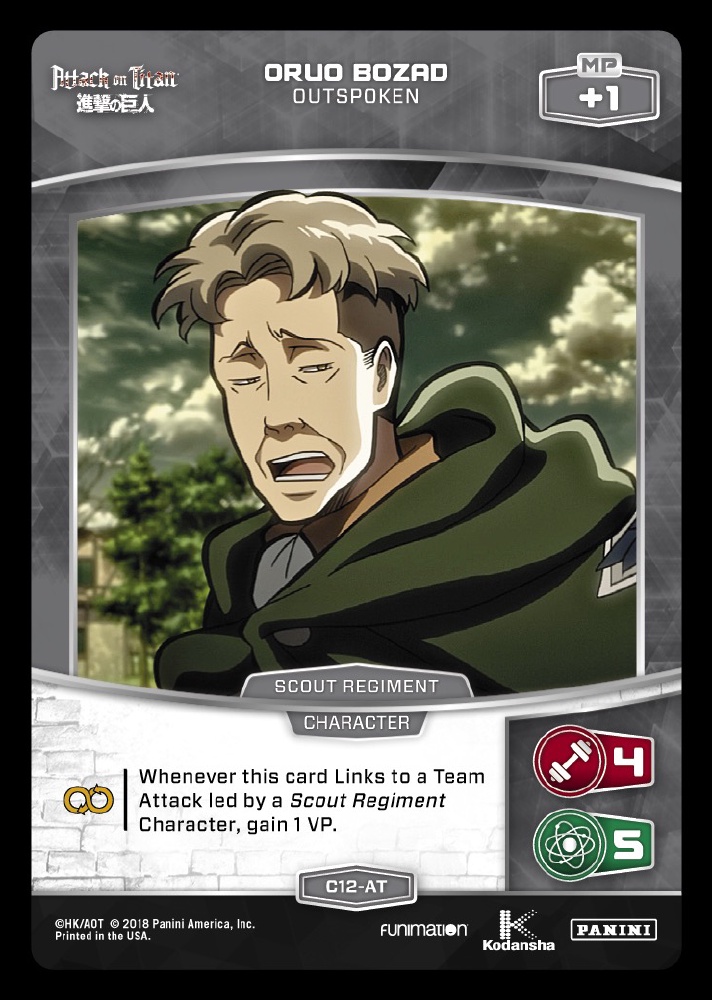 Attack on Titan
進撃の巨人
ORUO BOZAD
OUTSPOKEN
MP
+1
SCOUT REGIMENT
CHARACTER
Whenever this card Links to a Team
Attack led by a Scout Regiment
Character, gain 1 VP.
4
5
C12-AT
©HK/AOT © 2018 Panini America, Inc.
Printed in the USA.
FUNIMATION
K
Kodansha
PANINI